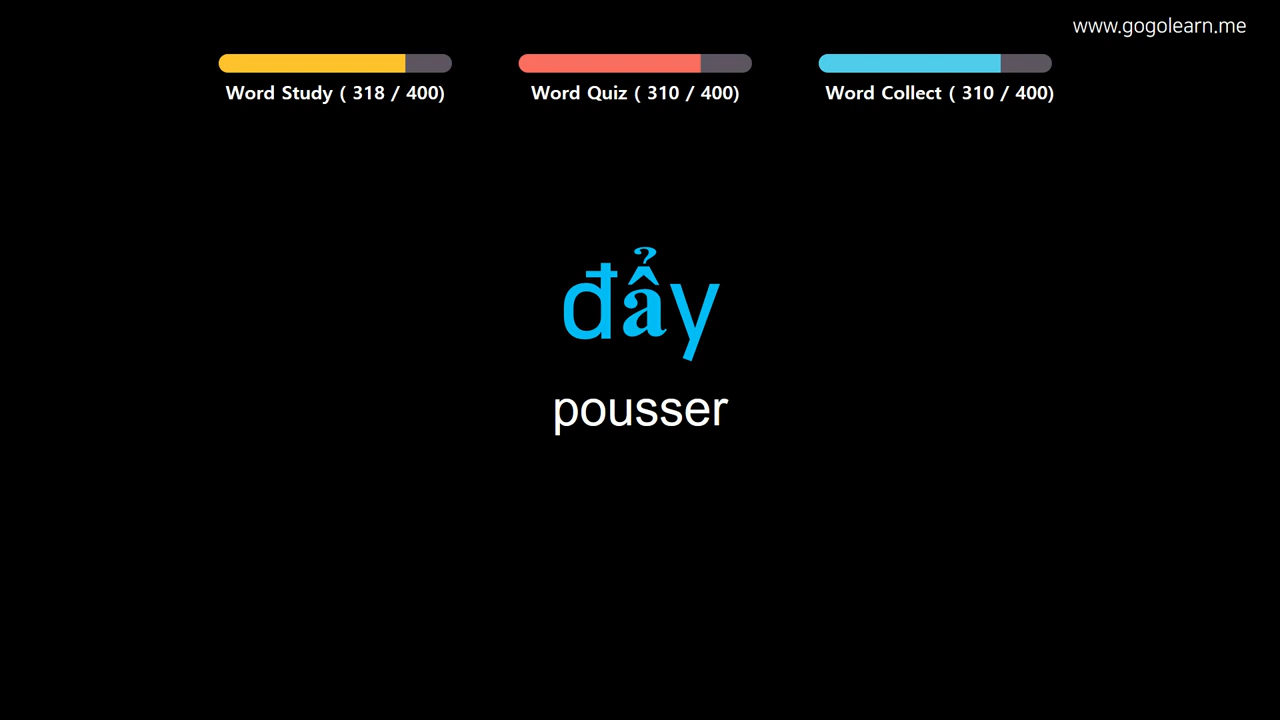 www.gogolearn.me
Word Study ( 318 / 400)
Word Quiz ( 310 / 400)
Word Collect ( 310 / 400)
đẩy
pousser